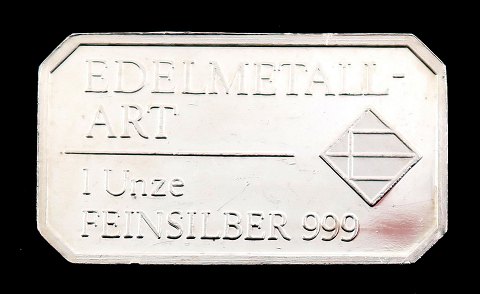 EDELMETALL-
ART
1 Unze
FEINSILBER 999